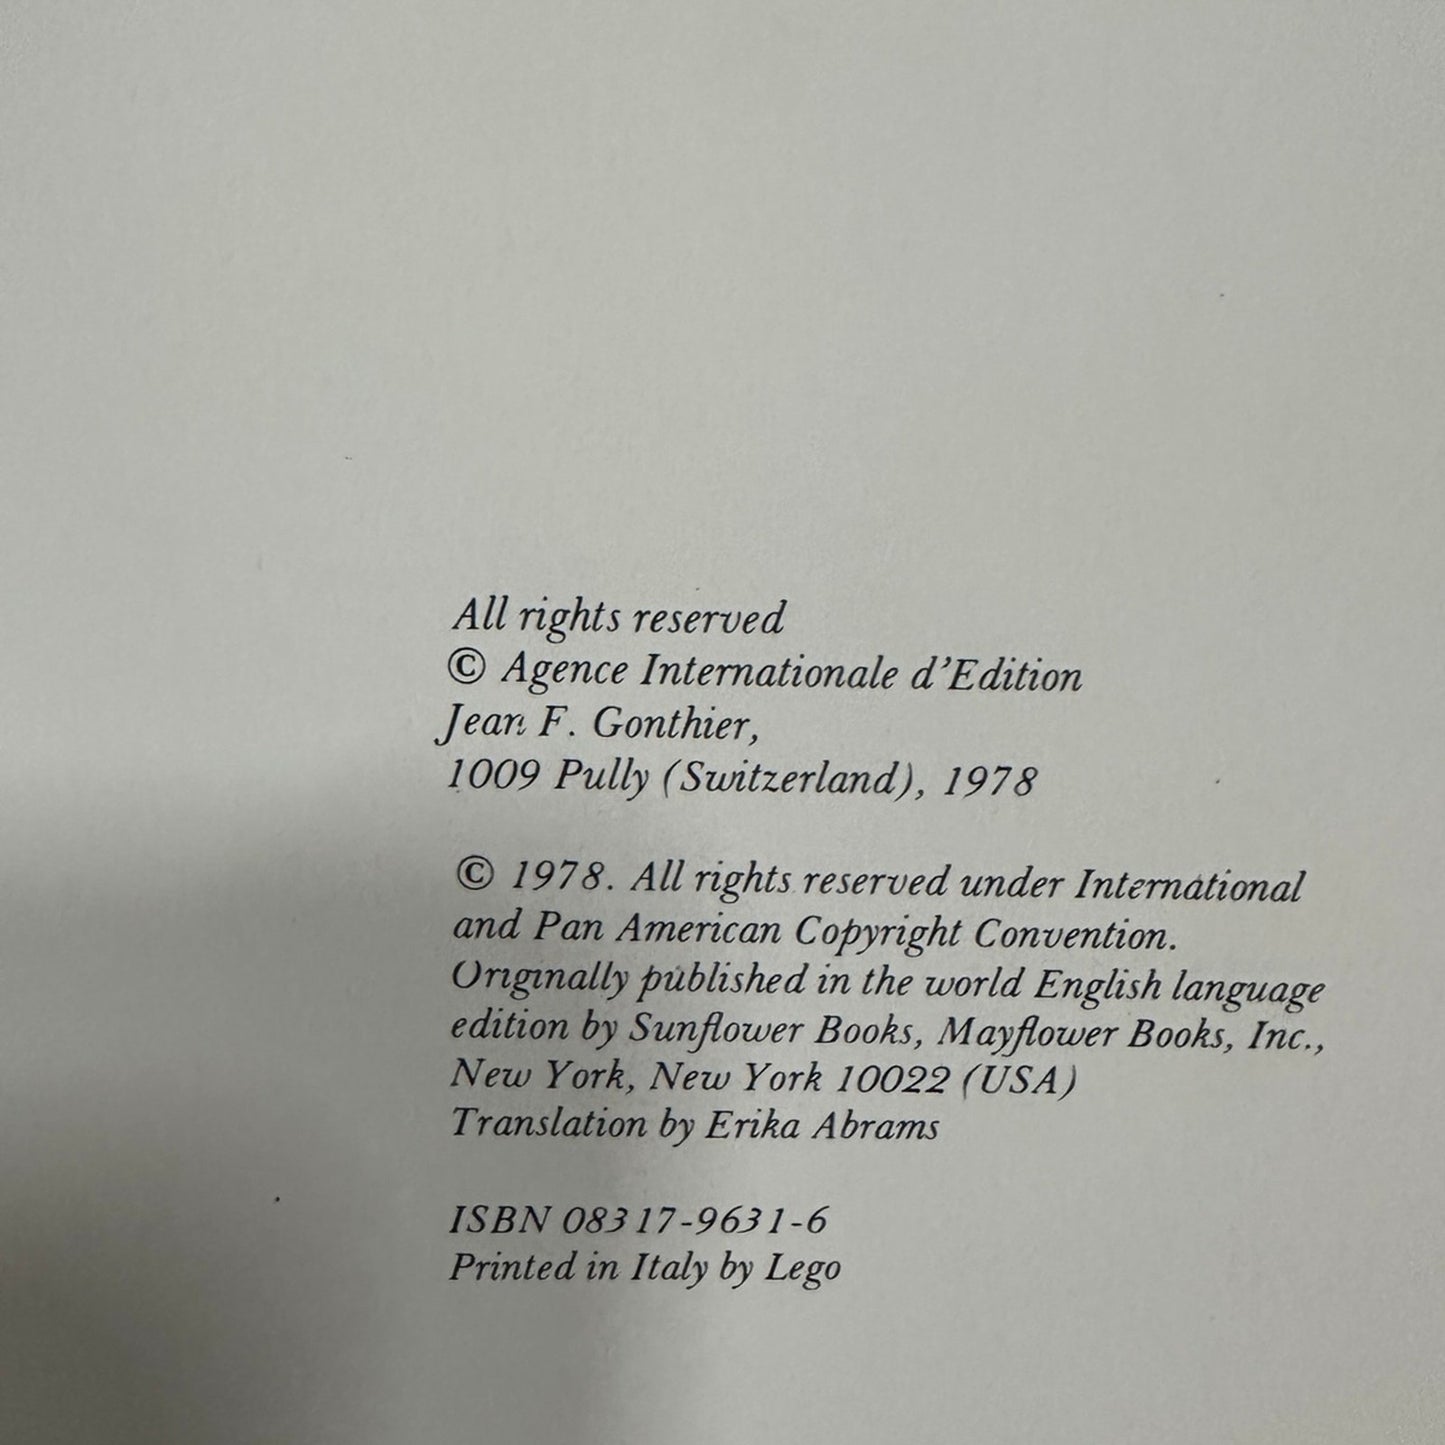 All rights reserved
© Agence Internationale d'Edition
Jean F. Gonthier,
1009 Pully (Switzerland), 1978
© 1978. All rights reserved under International
and Pan American Copyright Convention.
Originally published in the world English language
edition by Sunflower Books, Mayflower Books, Inc.,
New York, New York 10022 (USA)
Translation by Erika Abrams
ISBN 08317-9631-6
Printed in Italy by Lego